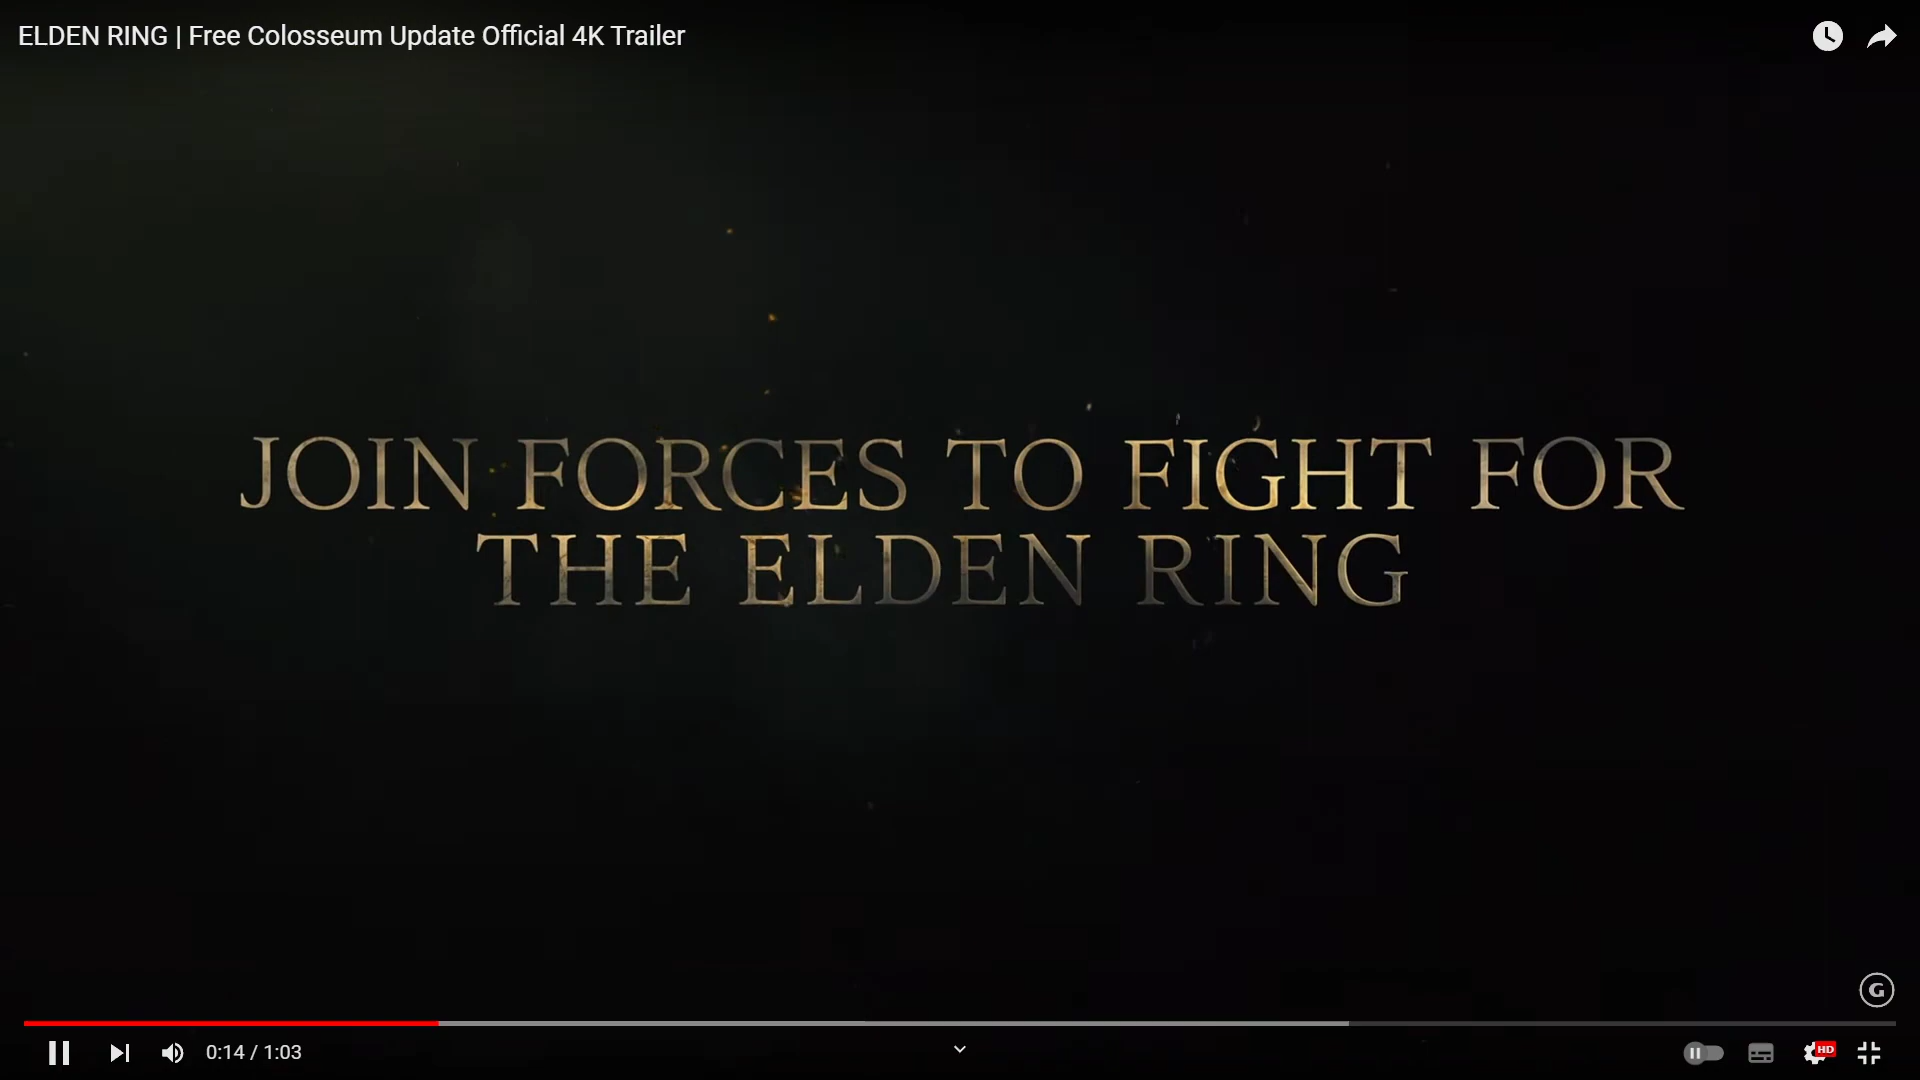 ELDEN RING | Free Colosseum Update Official 4K Trailer
JOIN FORCES TO FIGHT FOR
THE ELDEN RING
G
0:14 / 1:03
HD